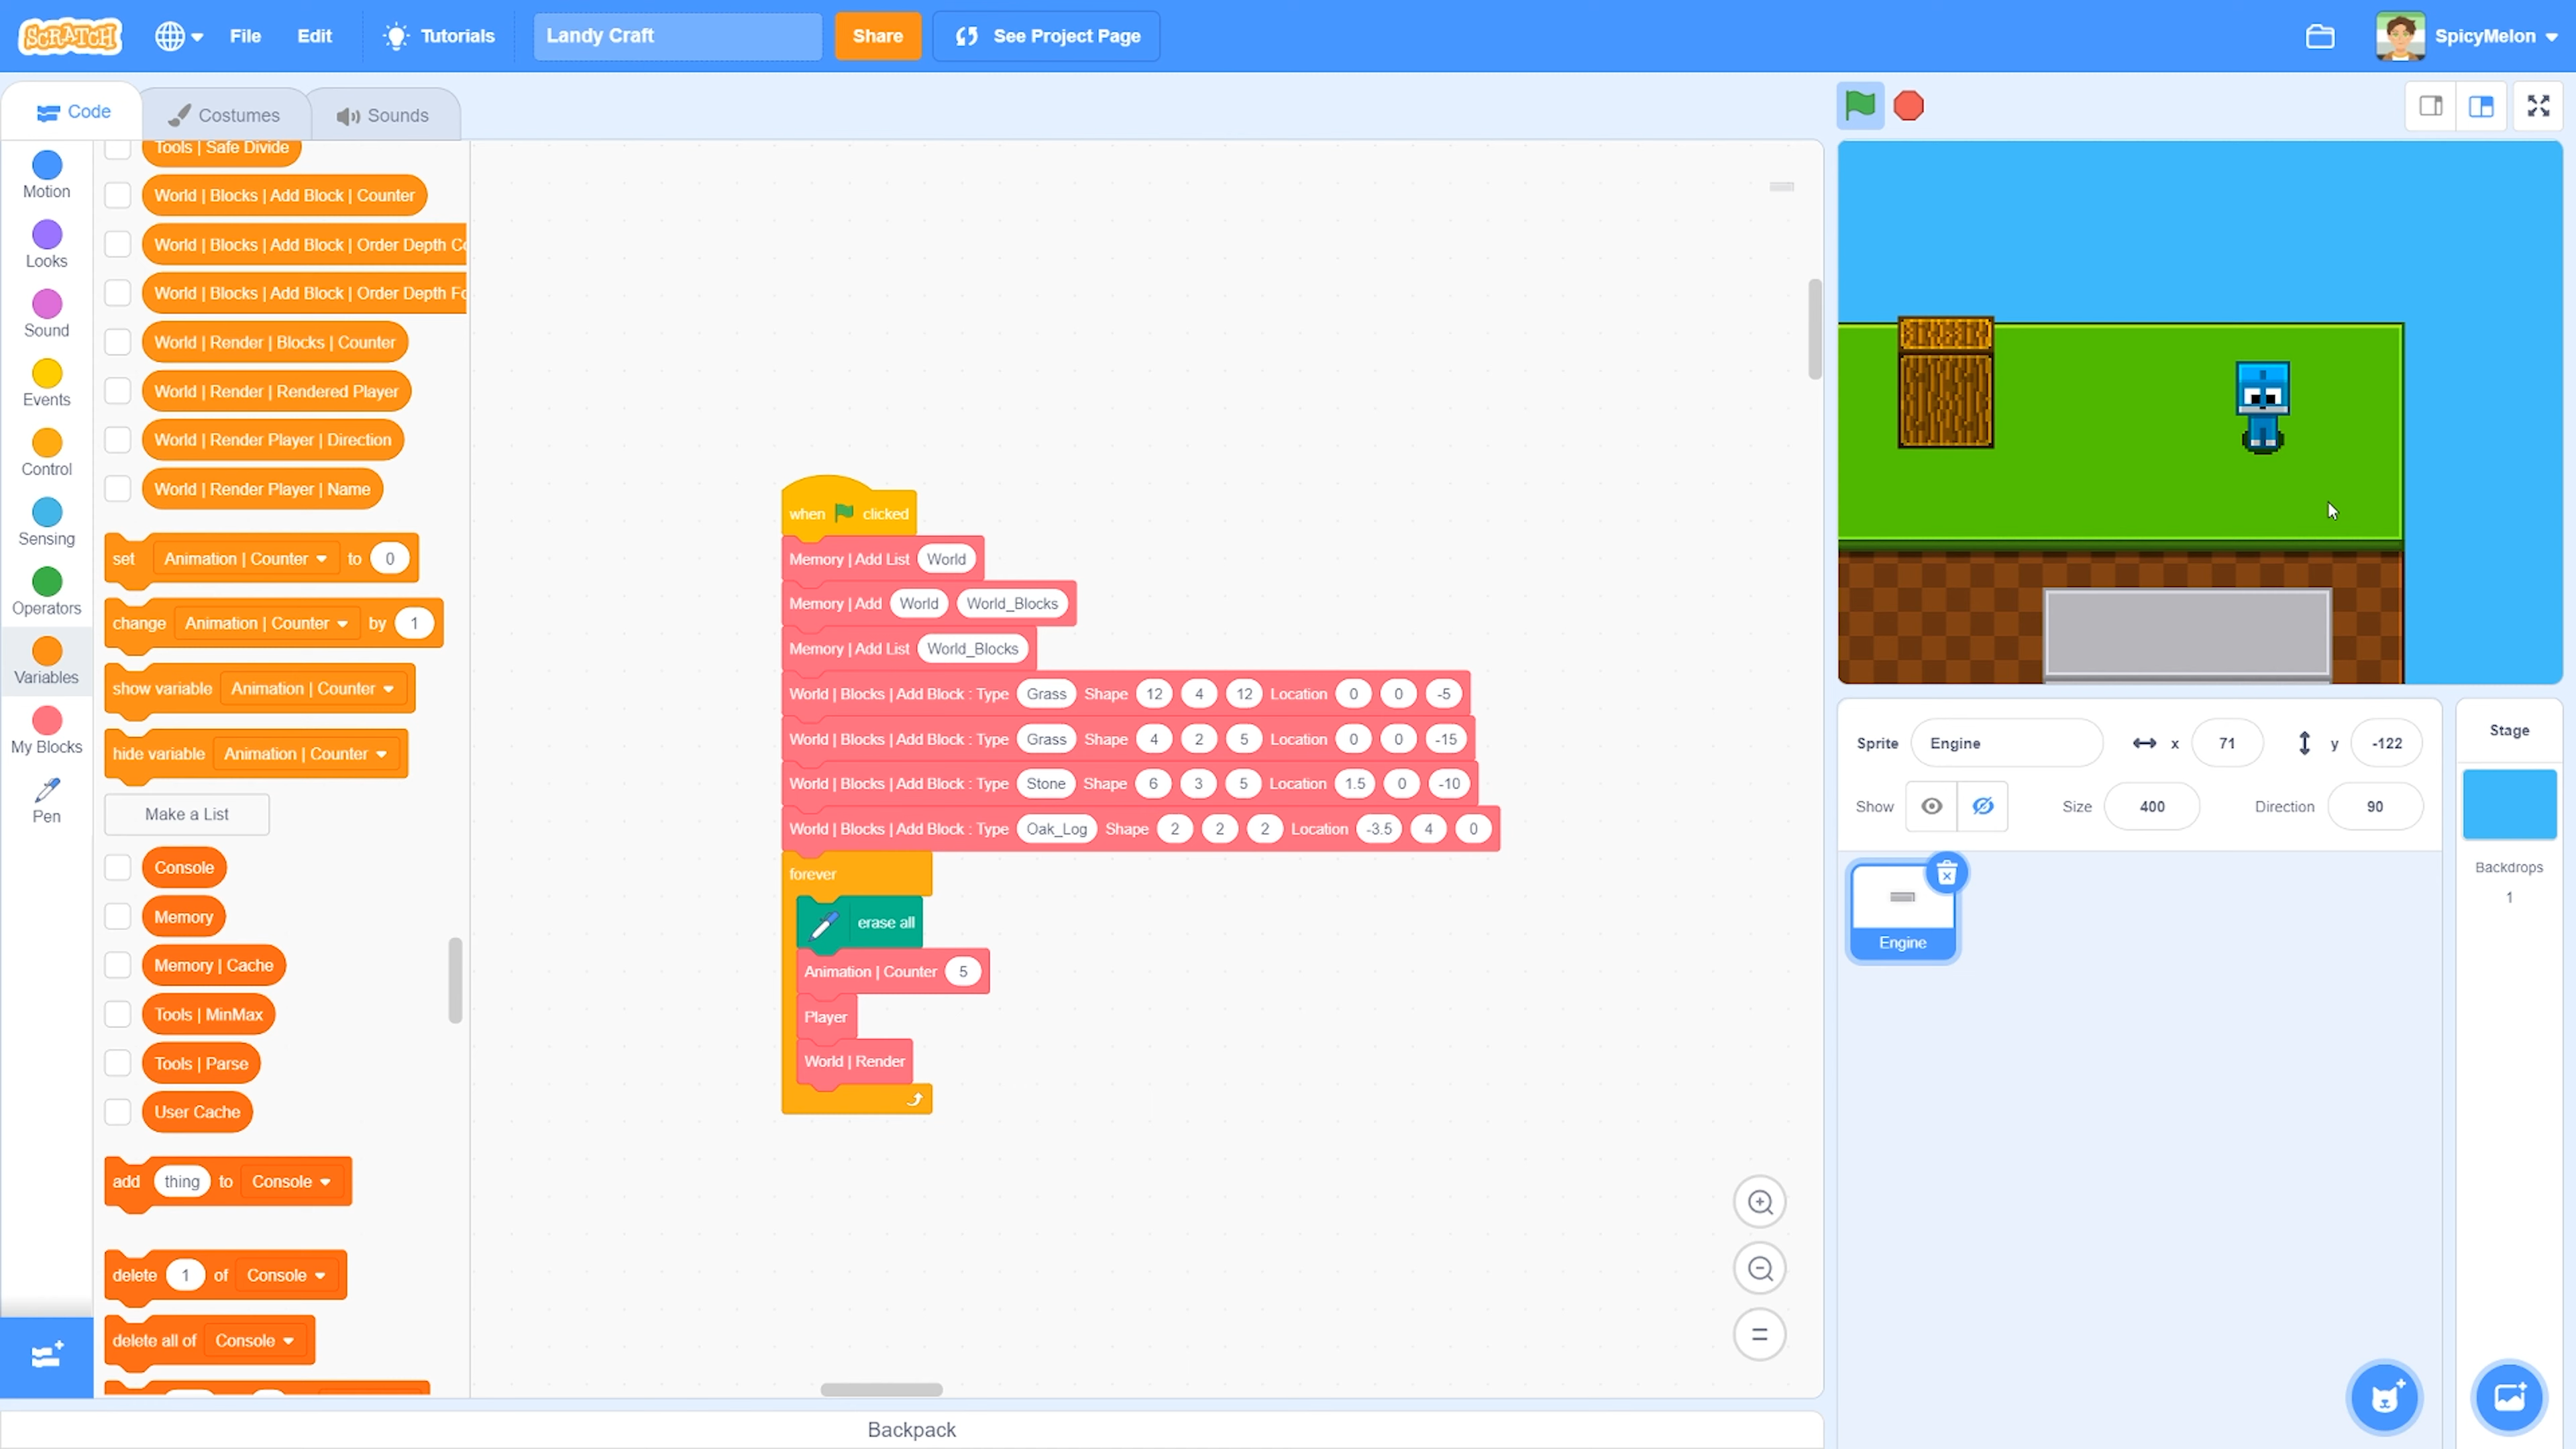 SCRATCH File Edit Tutorials Landy Craft Share See Project Page SpicyMelon
Code Costumes Sounds
Motion
Looks
Sound
Events
Control
Sensing
Operators
Variables
My Blocks
Pen
Tools | Safe Divide
World | Blocks | Add Block | Counter
World | Blocks | Add Block | Order Depth
World | Blocks | Add Block | Order Depth
World | Render | Blocks | Counter
World | Render | Rendered Player
World | Render Player | Direction
World | Render Player | Name
set Animation | Counter to 0
change Animation | Counter by 1
show variable Animation | Counter
hide variable Animation | Counter
Make a List
Console
Memory
Memory | Cache
Tools | MinMax
Tools | Parse
User Cache
add thing to Console
delete 1 of Console
delete all of Console
when clicked
Memory | Add List World
Memory | Add World World_Blocks
Memory | Add List World_Blocks
World | Blocks | Add Block : Type Grass Shape 12 4 12 Location 0 0 -5
World | Blocks | Add Block : Type Grass Shape 4 2 5 Location 0 0 -15
World | Blocks | Add Block : Type Stone Shape 6 3 5 Location 1.5 0 -10
World | Blocks | Add Block : Type Oak_Log Shape 2 2 2 Location -3.5 4 0
forever
erase all
Animation | Counter 5
Player
World | Render
Sprite Engine x 71 y -122
Show Size 400 Direction 90
Engine
Stage
Backdrops
1
Backpack